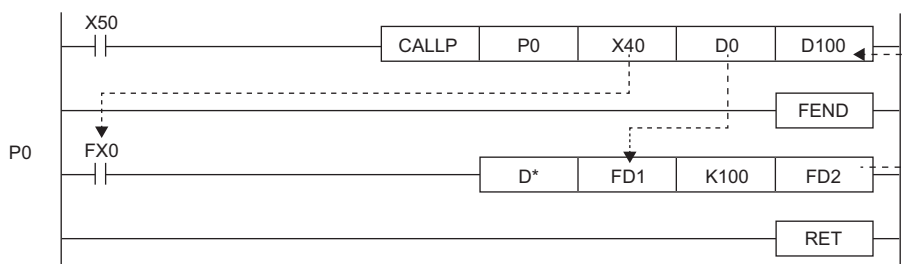 X50
CALLP P0 X40 D0 D100
FEND
P0 FX0
D* FD1 K100 FD2
RET